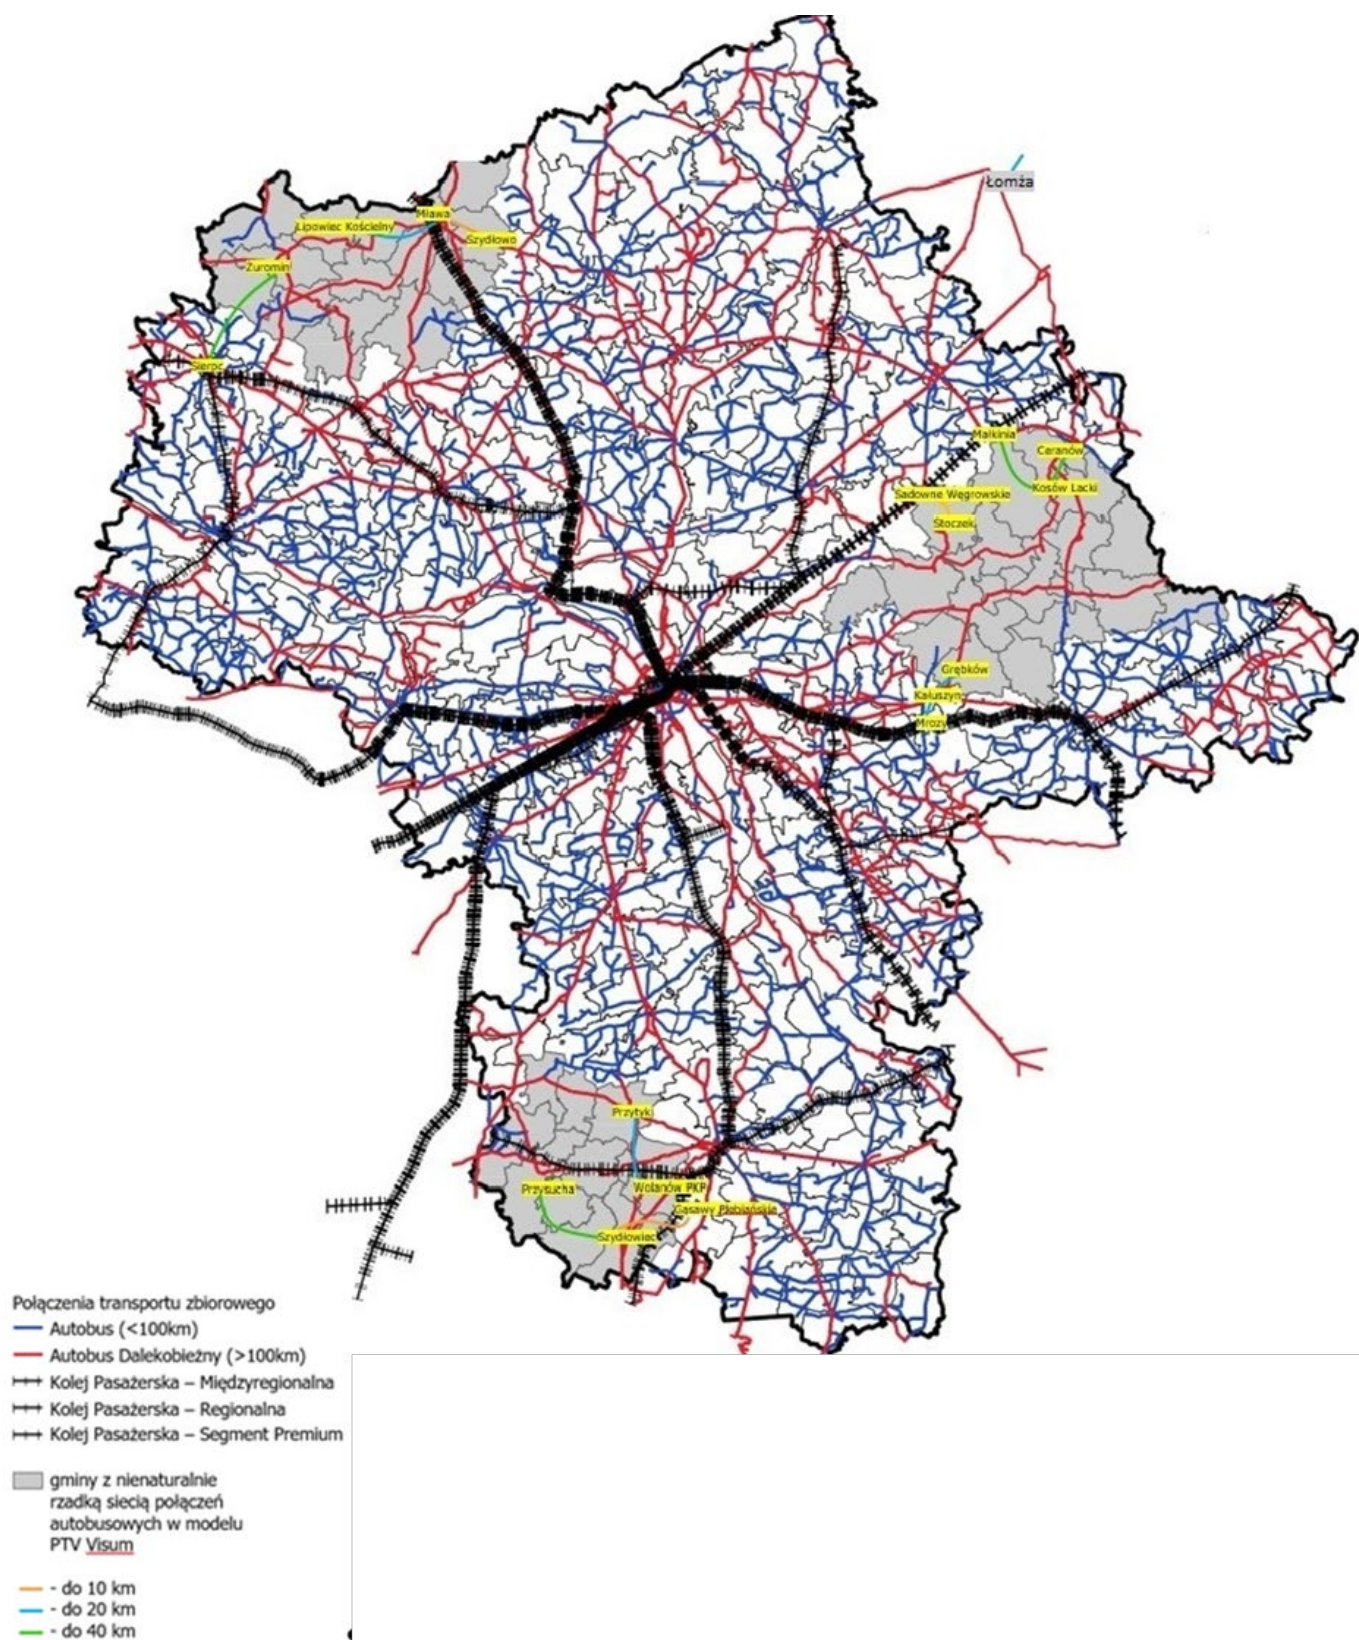 Łomża
Mława
Lipowiec Kościelny
Szydłowo
Żuromin
Sierpc
Małkinia
Ceranów
Kosów Lacki
Sadowne Węgrowskie
Stoczek
Grębków
Kałuszyn
Mrozy
Przytyk
Przysucha
Wolanów PKP
Gąsawy Plebiańskie
Szydłowiec
Połączenia transportu zbiorowego
Autobus (<100km)
Autobus Dalekobieżny (>100km)
Kolej Pasażerska – Międzyregionalna
Kolej Pasażerska – Regionalna
Kolej Pasażerska – Segment Premium
gminy z nienaturalnie
rzadką siecią połączeń
autobusowych w modelu
PTV Visum
- do 10 km
- do 20 km
- do 40 km